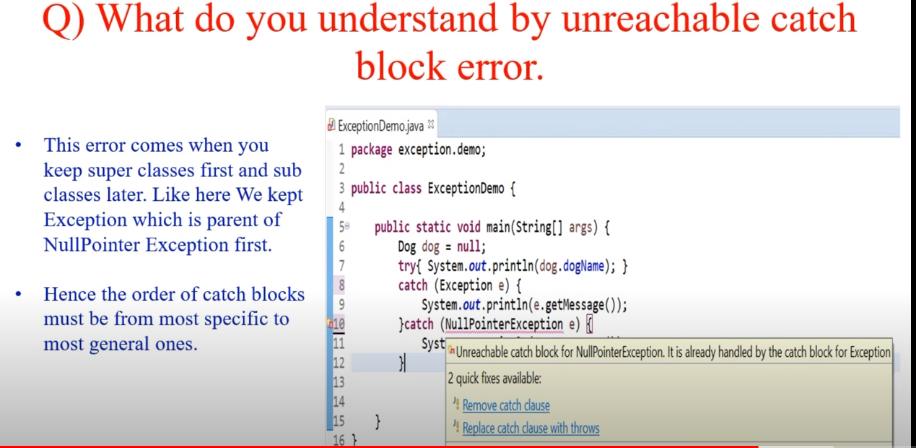 Q) What do you understand by unreachable catch
block error.
• This error comes when you
keep super classes first and sub
classes later. Like here We kept
Exception which is parent of
NullPointer Exception first.
• Hence the order of catch blocks
must be from most specific to
most general ones.
ExceptionDemo.java
1 package exception.demo;
2
3 public class ExceptionDemo {
4
5 public static void main(String[] args) {
6 Dog dog = null;
7 try{ System.out.println(dog.dogName); }
8 catch (Exception e) {
9 System.out.println(e.getMessage());
10 }catch (NullPointerException e) {
11 Syst
12 }
13
14
15 }
16 }
Unreachable catch block for NullPointerException. It is already handled by the catch block for Exception
2 quick fixes available:
Remove catch clause
Replace catch clause with throws